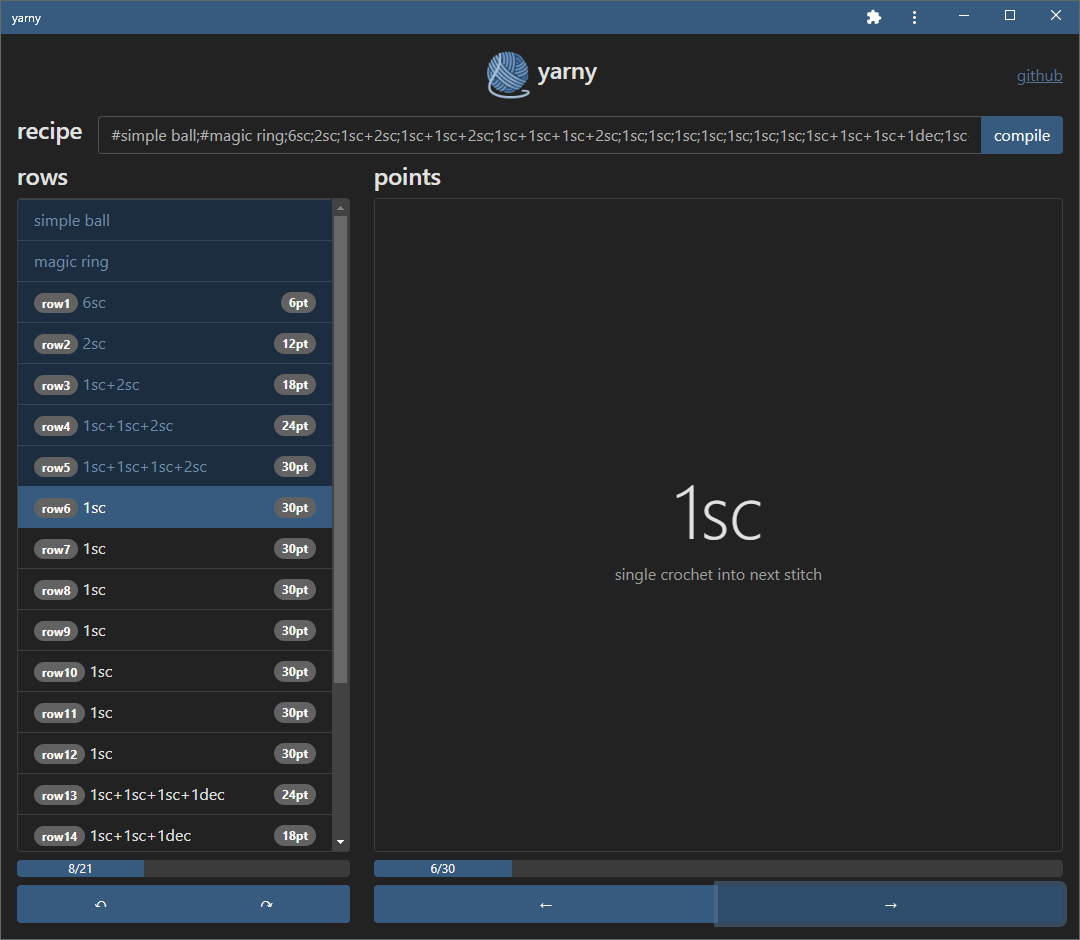 yarny
yarny
github
recipe
#simple ball;#magic ring;6sc;2sc;1sc+2sc;1sc+1sc+2sc;1sc+1sc+1sc+2sc;1sc;1sc;1sc;1sc;1sc;1sc;1sc;1sc+1sc+1sc+1dec;1sc-
compile
rows
simple ball
magic ring
row1 6sc 6pt
row2 2sc 12pt
row3 1sc+2sc 18pt
row4 1sc+1sc+2sc 24pt
row5 1sc+1sc+1sc+2sc 30pt
row6 1sc 30pt
row7 1sc 30pt
row8 1sc 30pt
row9 1sc 30pt
row10 1sc 30pt
row11 1sc 30pt
row12 1sc 30pt
row13 1sc+1sc+1sc+1dec 24pt
row14 1sc+1sc+1dec 18pt
8/21
points
1sc
single crochet into next stitch
6/30
← →